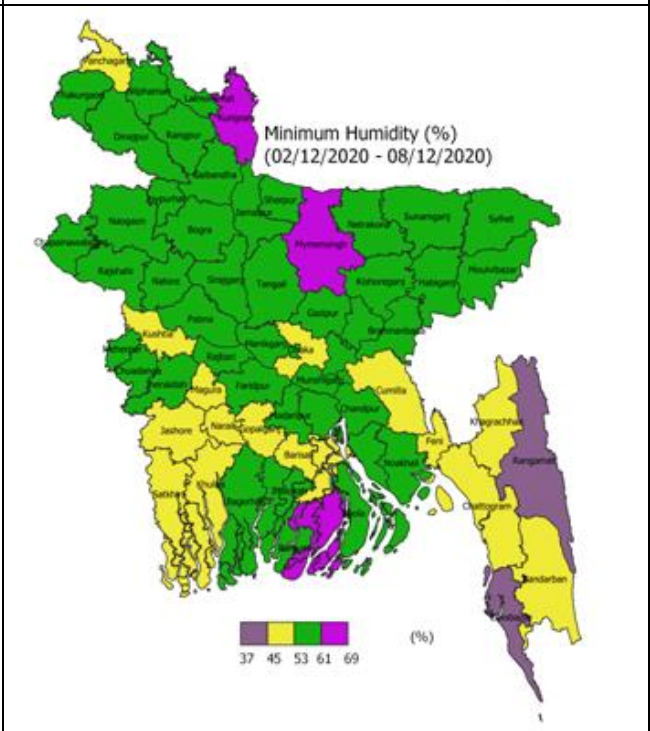 Panchagarh
Thakurgaon
Nilphamari
Lalmonirhat
Kurigram
Dinajpur
Rangpur
Minimum Humidity (%)
(02/12/2020 - 08/12/2020)
Gaibandha
Joypurhat
Sherpur
Jamalpur
Naogaon
Bogra
Netrakona
Sunamganj
Sylhet
Mymensingh
Chapainawabganj
Rajshahi
Natore
Sirajganj
Tangail
Kishoreganj
Habiganj
Moulvibazar
Pabna
Gazipur
Brahmanbaria
Kushtia
Manikganj
Dhaka
Meherpur
Chuadanga
Rajbari
Jhenaidah
Magura
Faridpur
Munshiganj
Cumilla
Jashore
Narail
Gopalganj
Madaripur
Chandpur
Khagrachhari
Feni
Barisal
Noakhali
Rangamati
Satkhira
Khulna
Bagerhat
Chattogram
Bandarban
37 45 53 61 69
(%)